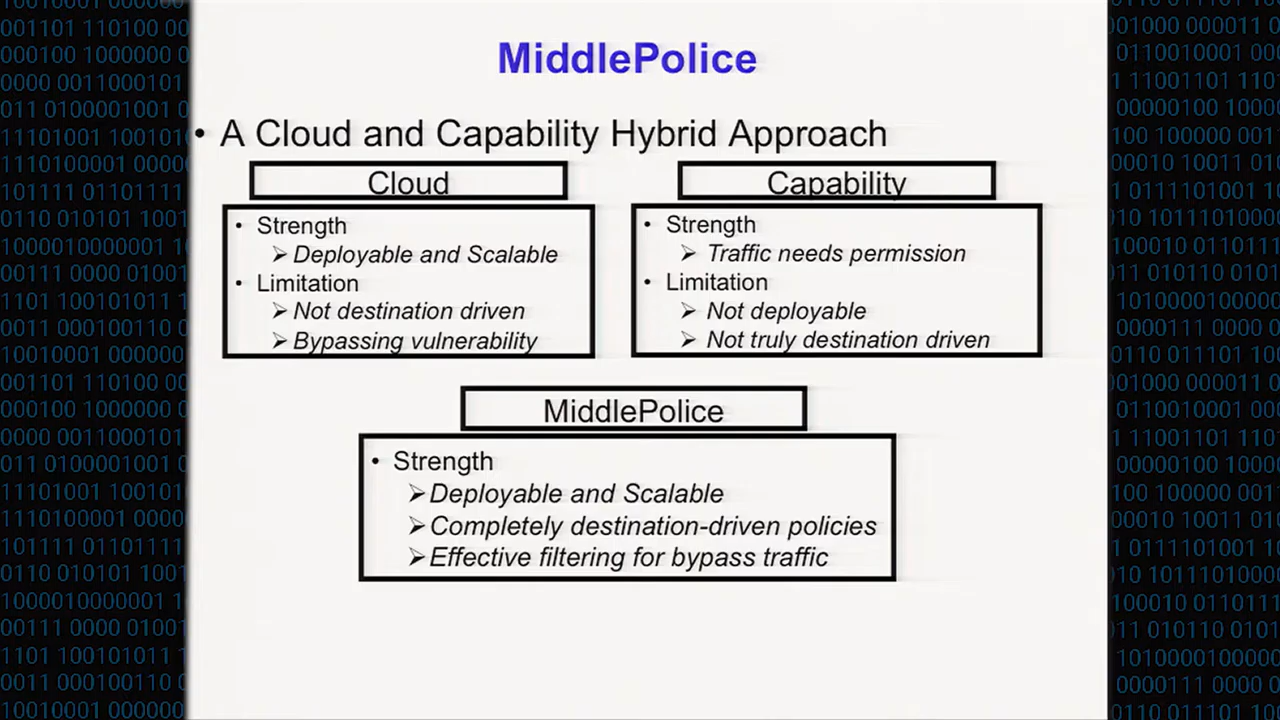 MiddlePolice
• A Cloud and Capability Hybrid Approach
Cloud
• Strength
➢ Deployable and Scalable
• Limitation
➢ Not destination driven
➢ Bypassing vulnerability
Capability
• Strength
➢ Traffic needs permission
• Limitation
➢ Not deployable
➢ Not truly destination driven
MiddlePolice
• Strength
➢ Deployable and Scalable
➢ Completely destination-driven policies
➢ Effective filtering for bypass traffic